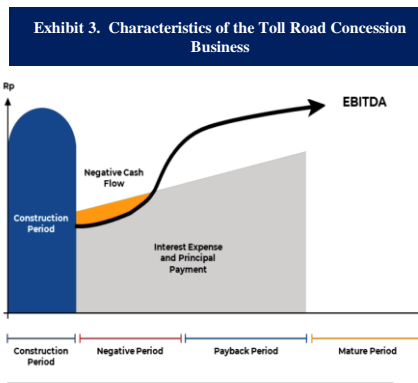 Exhibit 3. Characteristics of the Toll Road Concession
Business
Rp
EBITDA
Negative Cash
Flow
Construction
Period
Interest Expense
and Principal
Payment
Construction
Period
Negative Period
Payback Period
Mature Period